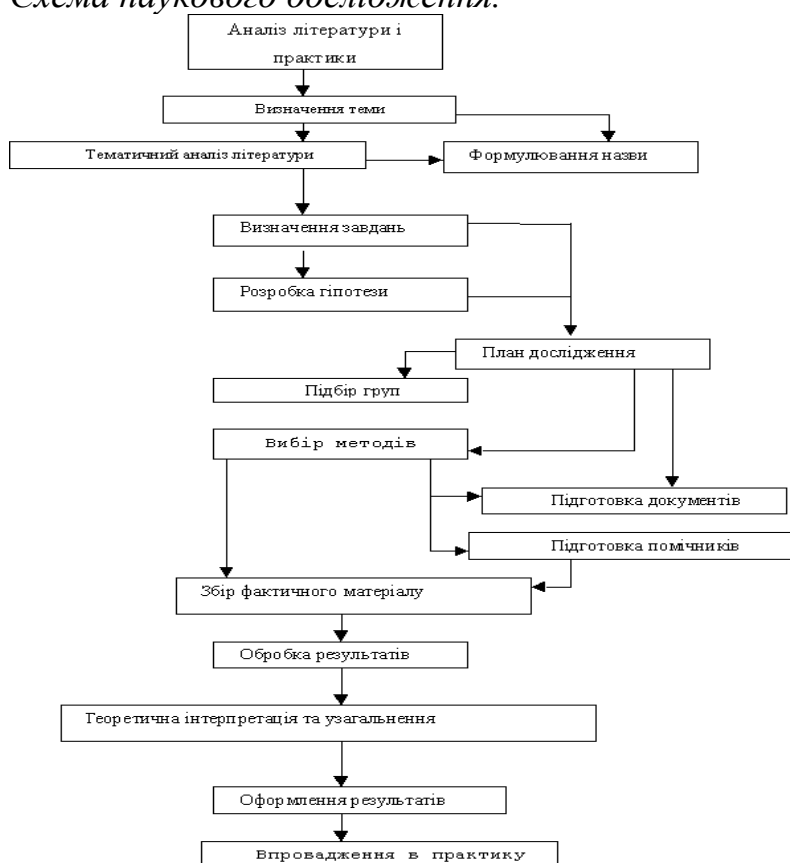 Схема наукового дослідження.
Аналіз літератури і
практики
Визначення теми
Тематичний аналіз літератури
Формулювання назви
Визначення завдань
Розробка гіпотези
План дослідження
Підбір груп
Вибір методів
Підготовка документів
Підготовка помічників
Збір фактичного матеріалу
Обробка результатів
Теоретична інтерпретація та узагальнення
Оформлення результатів
Впровадження в практику